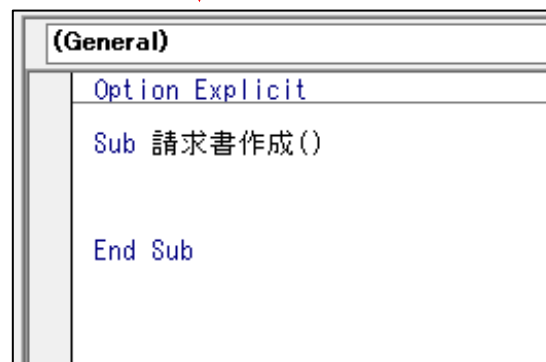 (General)
Option Explicit
Sub 請求書作成()
End Sub